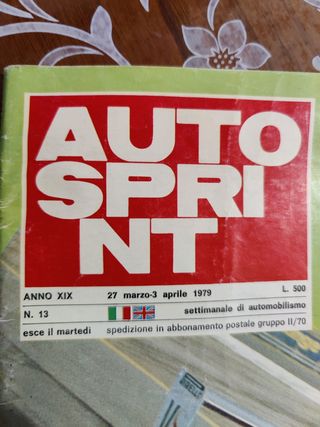 AUTO
SPRI
NT
ANNO XIX 27 marzo-3 aprile 1979 L. 500
N. 13 settimanale di automobilismo
esce il martedi spedizione in abbonamento postale gruppo II/70